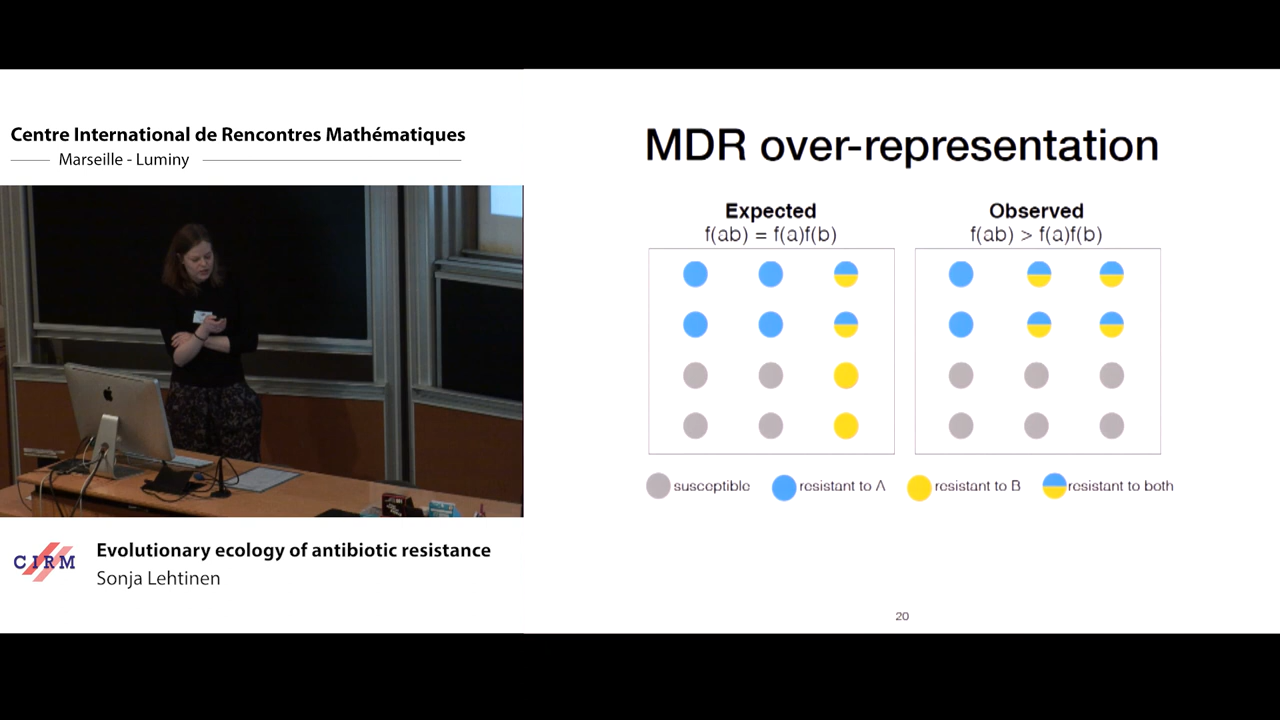 Centre International de Rencontres Mathématiques
Marseille - Luminy
CIRM
Evolutionary ecology of antibiotic resistance
Sonja Lehtinen
MDR over-representation
Expected
f(ab) = f(a)f(b)
Observed
f(ab) > f(a)f(b)
susceptible
resistant to A
resistant to B
resistant to both
20